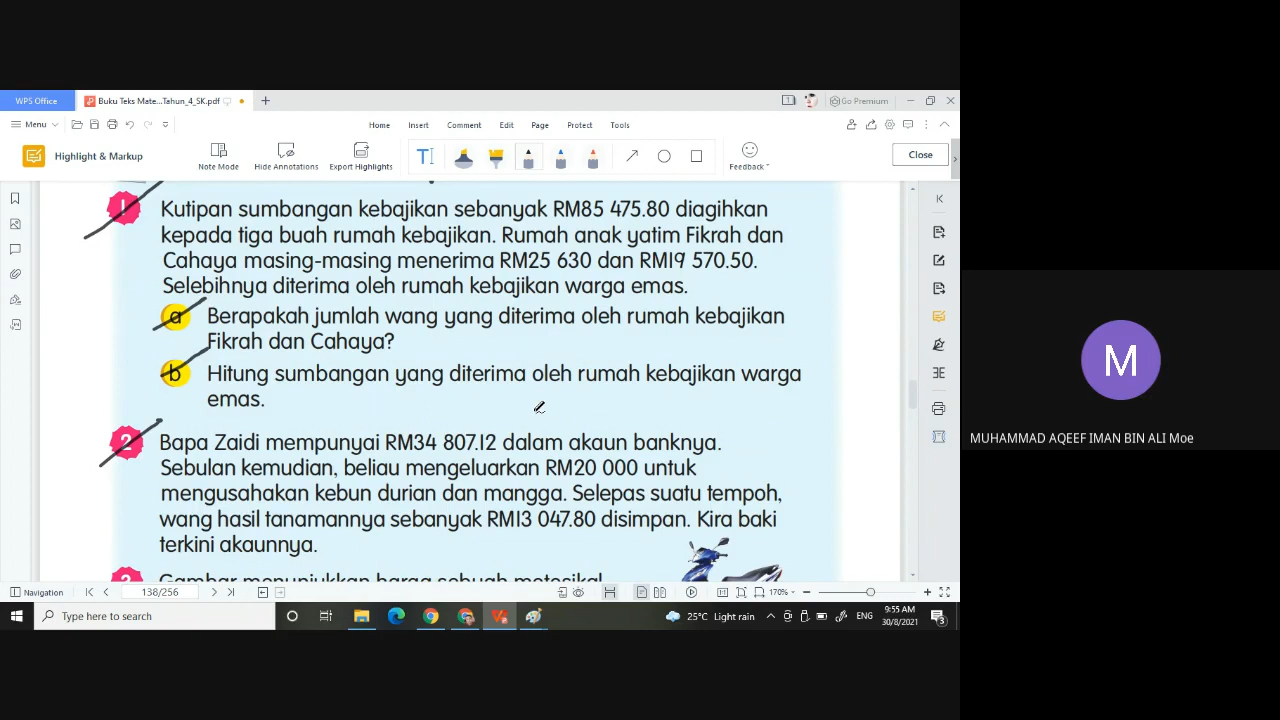 WPS Office
Buku Teks Mate...Tahun_4_SK.pdf
Go Premium
Menu
Home Insert Comment Edit Page Protect Tools
Highlight & Markup
Note Mode Hide Annotations Export Highlights Feedback Close
1 Kutipan sumbangan kebajikan sebanyak RM85 475.80 diagihkan
kepada tiga buah rumah kebajikan. Rumah anak yatim Fikrah dan
Cahaya masing-masing menerima RM25 630 dan RM19 570.50.
Selebihnya diterima oleh rumah kebajikan warga emas.
a Berapakah jumlah wang yang diterima oleh rumah kebajikan
Fikrah dan Cahaya?
b Hitung sumbangan yang diterima oleh rumah kebajikan warga
emas.
2 Bapa Zaidi mempunyai RM34 807.12 dalam akaun banknya.
Sebulan kemudian, beliau mengeluarkan RM20 000 untuk
mengusahakan kebun durian dan mangga. Selepas suatu tempoh,
wang hasil tanamannya sebanyak RM13 047.80 disimpan. Kira baki
terkini akaunnya.
3 Gambar menunjukkan harga sebuah motosikal
M
MUHAMMAD AQEEF IMAN BIN ALI Moe
Navigation 138/256 170%
Type here to search
25°C Light rain ENG
9:55 AM
30/8/2021
3